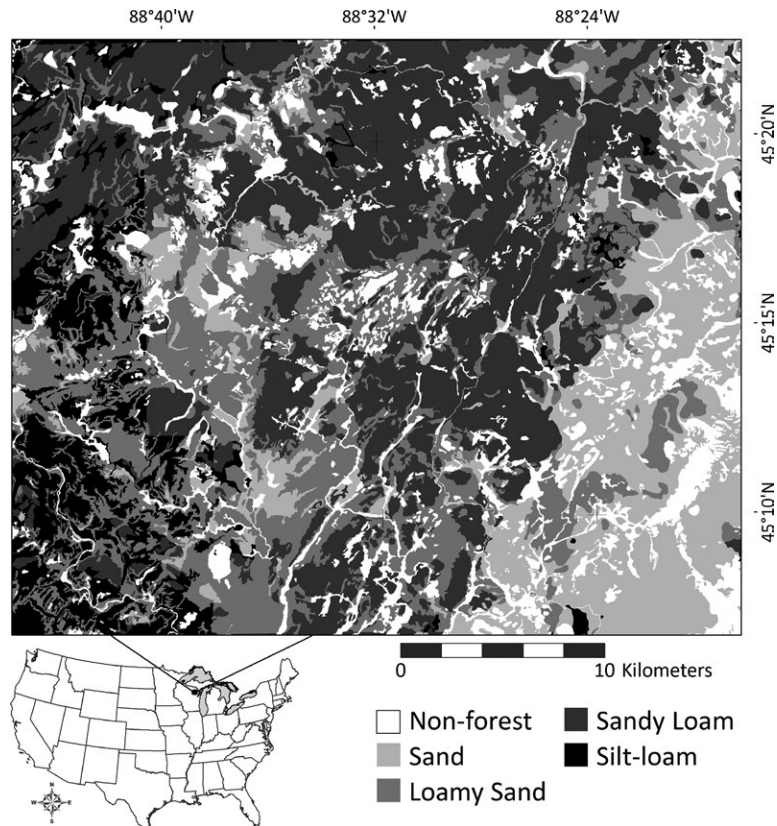 88°40'W 88°32'W 88°24'W
45°20'N
45°15'N
45°10'N
0 10 Kilometers
Non-forest
Sand
Loamy Sand
Sandy Loam
Silt-loam
N
W E
S